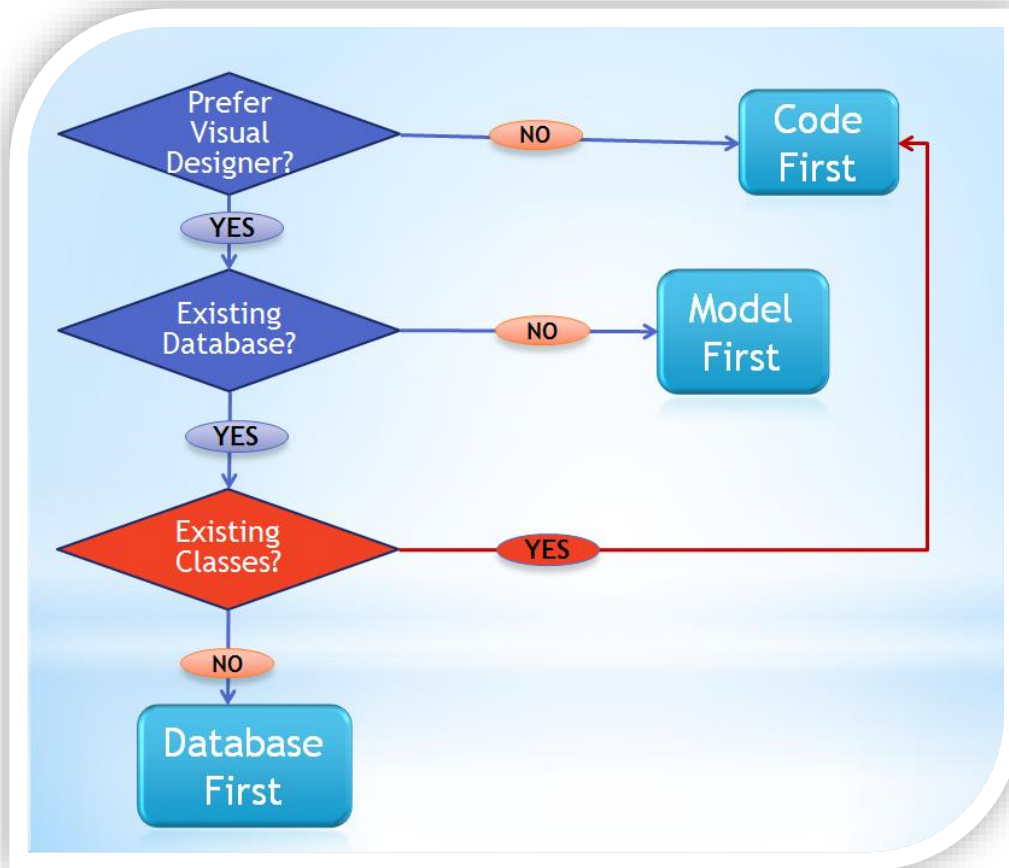 Prefer
Visual
Designer?
NO
Code
First
YES
Existing
Database?
NO
Model
First
YES
Existing
Classes?
YES
NO
Database
First